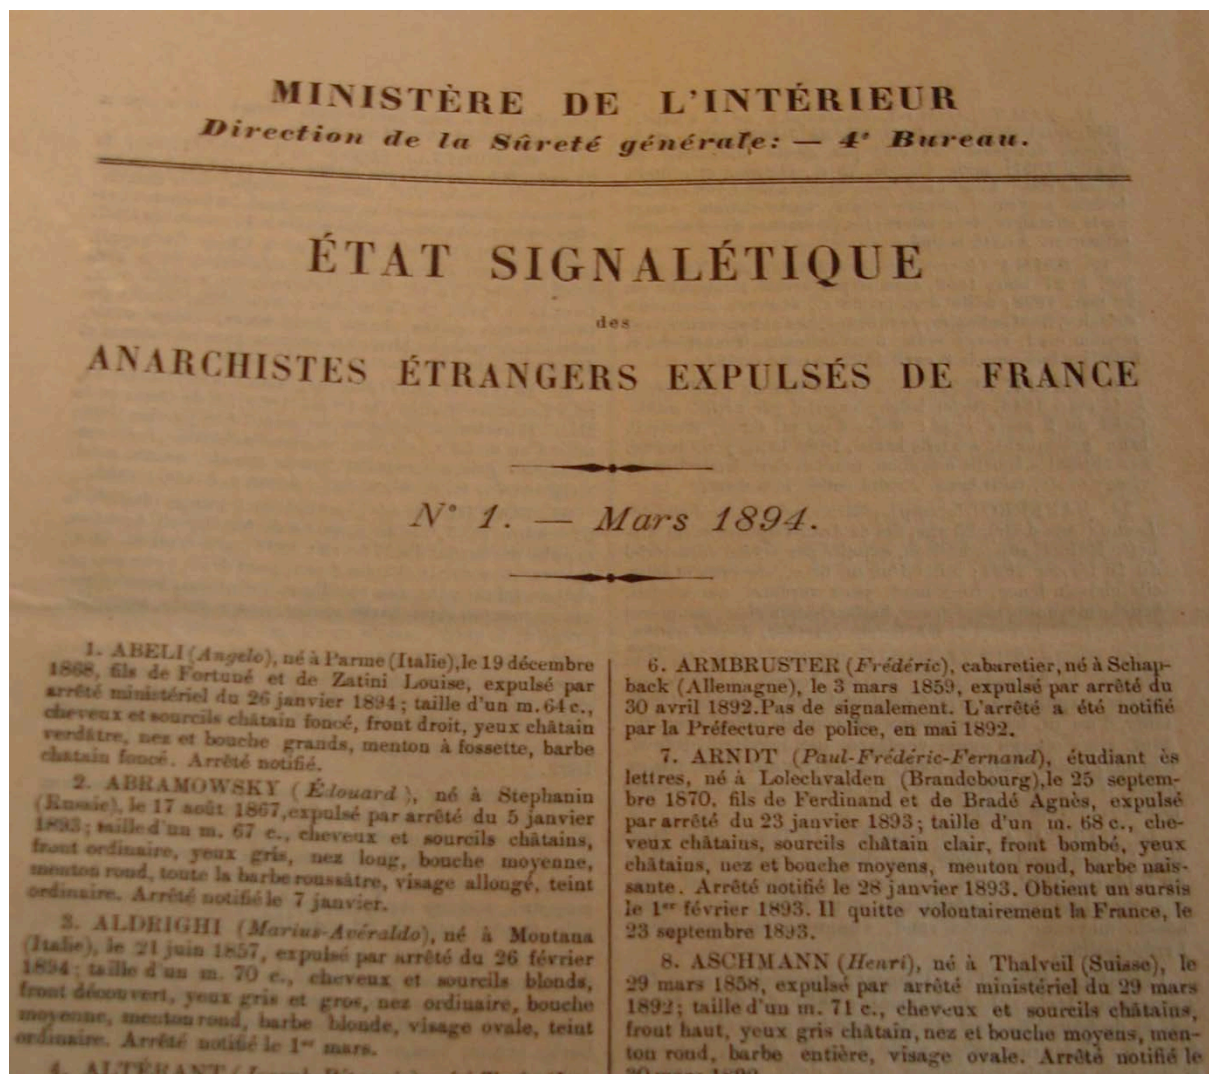 MINISTÈRE DE L'INTÉRIEUR
Direction de la Sûreté générale: — 4e Bureau.
ÉTAT SIGNALÉTIQUE
des
ANARCHISTES ÉTRANGERS EXPULSÉS DE FRANCE
N° 1. — Mars 1894.
1. ABELI (Angelo), né à Parme (Italie), le 19 décembre
1868, fils de Fortuné et de Zatini Louise, expulsé par
arrêté ministériel du 26 janvier 1894; taille d'un m. 64 c.,
cheveux et sourcils châtain foncé, front droit, yeux châtain
verdâtre, nez et bouche grands, menton à fossette, barbe
châtain foncé. Arrêté notifié.
2. ABRAMOWSKY (Édouard), né à Stephanin
(Russie), le 17 août 1867, expulsé par arrêté du 5 janvier
1893; taille d'un m. 67 c., cheveux et sourcils châtains,
front ordinaire, yeux gris, nez long, bouche moyenne,
menton rond, toute la barbe roussâtre, visage allongé, teint
ordinaire. Arrêté notifié le 7 janvier.
3. ALDRIGHI (Marius-Avéraldo), né à Montana
(Italie), le 21 juin 1857, expulsé par arrêté du 26 février
1894; taille d'un m. 70 c., cheveux et sourcils blonds,
front découvert, yeux gris et gros, nez ordinaire, bouche
moyenne, menton rond, barbe blonde, visage ovale, teint
ordinaire. Arrêté notifié le 1er mars.
4. ALTÉRANT
6. ARMBRUSTER (Frédéric), cabaretier, né à Schap-
back (Allemagne), le 3 mars 1859, expulsé par arrêté du
30 avril 1892. Pas de signalement. L'arrêté a été notifié
par la Préfecture de police, en mai 1892.
7. ARNDT (Paul-Frédéric-Fernand), étudiant ès
lettres, né à Lolechvalden (Brandebourg), le 25 septem-
bre 1870, fils de Ferdinand et de Bradé Agnès, expulsé
par arrêté du 23 janvier 1893; taille d'un m. 68 c., che-
veux châtains, sourcils châtain clair, front bombé, yeux
châtains, nez et bouche moyens, menton rond, barbe nais-
sante. Arrêté notifié le 28 janvier 1893. Obtient un sursis
le 1er février 1893. Il quitte volontairement la France, le
23 septembre 1893.
8. ASCHMANN (Henri), né à Thalveil (Suisse), le
29 mars 1858, expulsé par arrêté ministériel du 29 mars
1892; taille d'un m. 71 c., cheveux et sourcils châtains,
front haut, yeux gris châtain, nez et bouche moyens, men-
ton rond, barbe entière, visage ovale. Arrêté notifié le